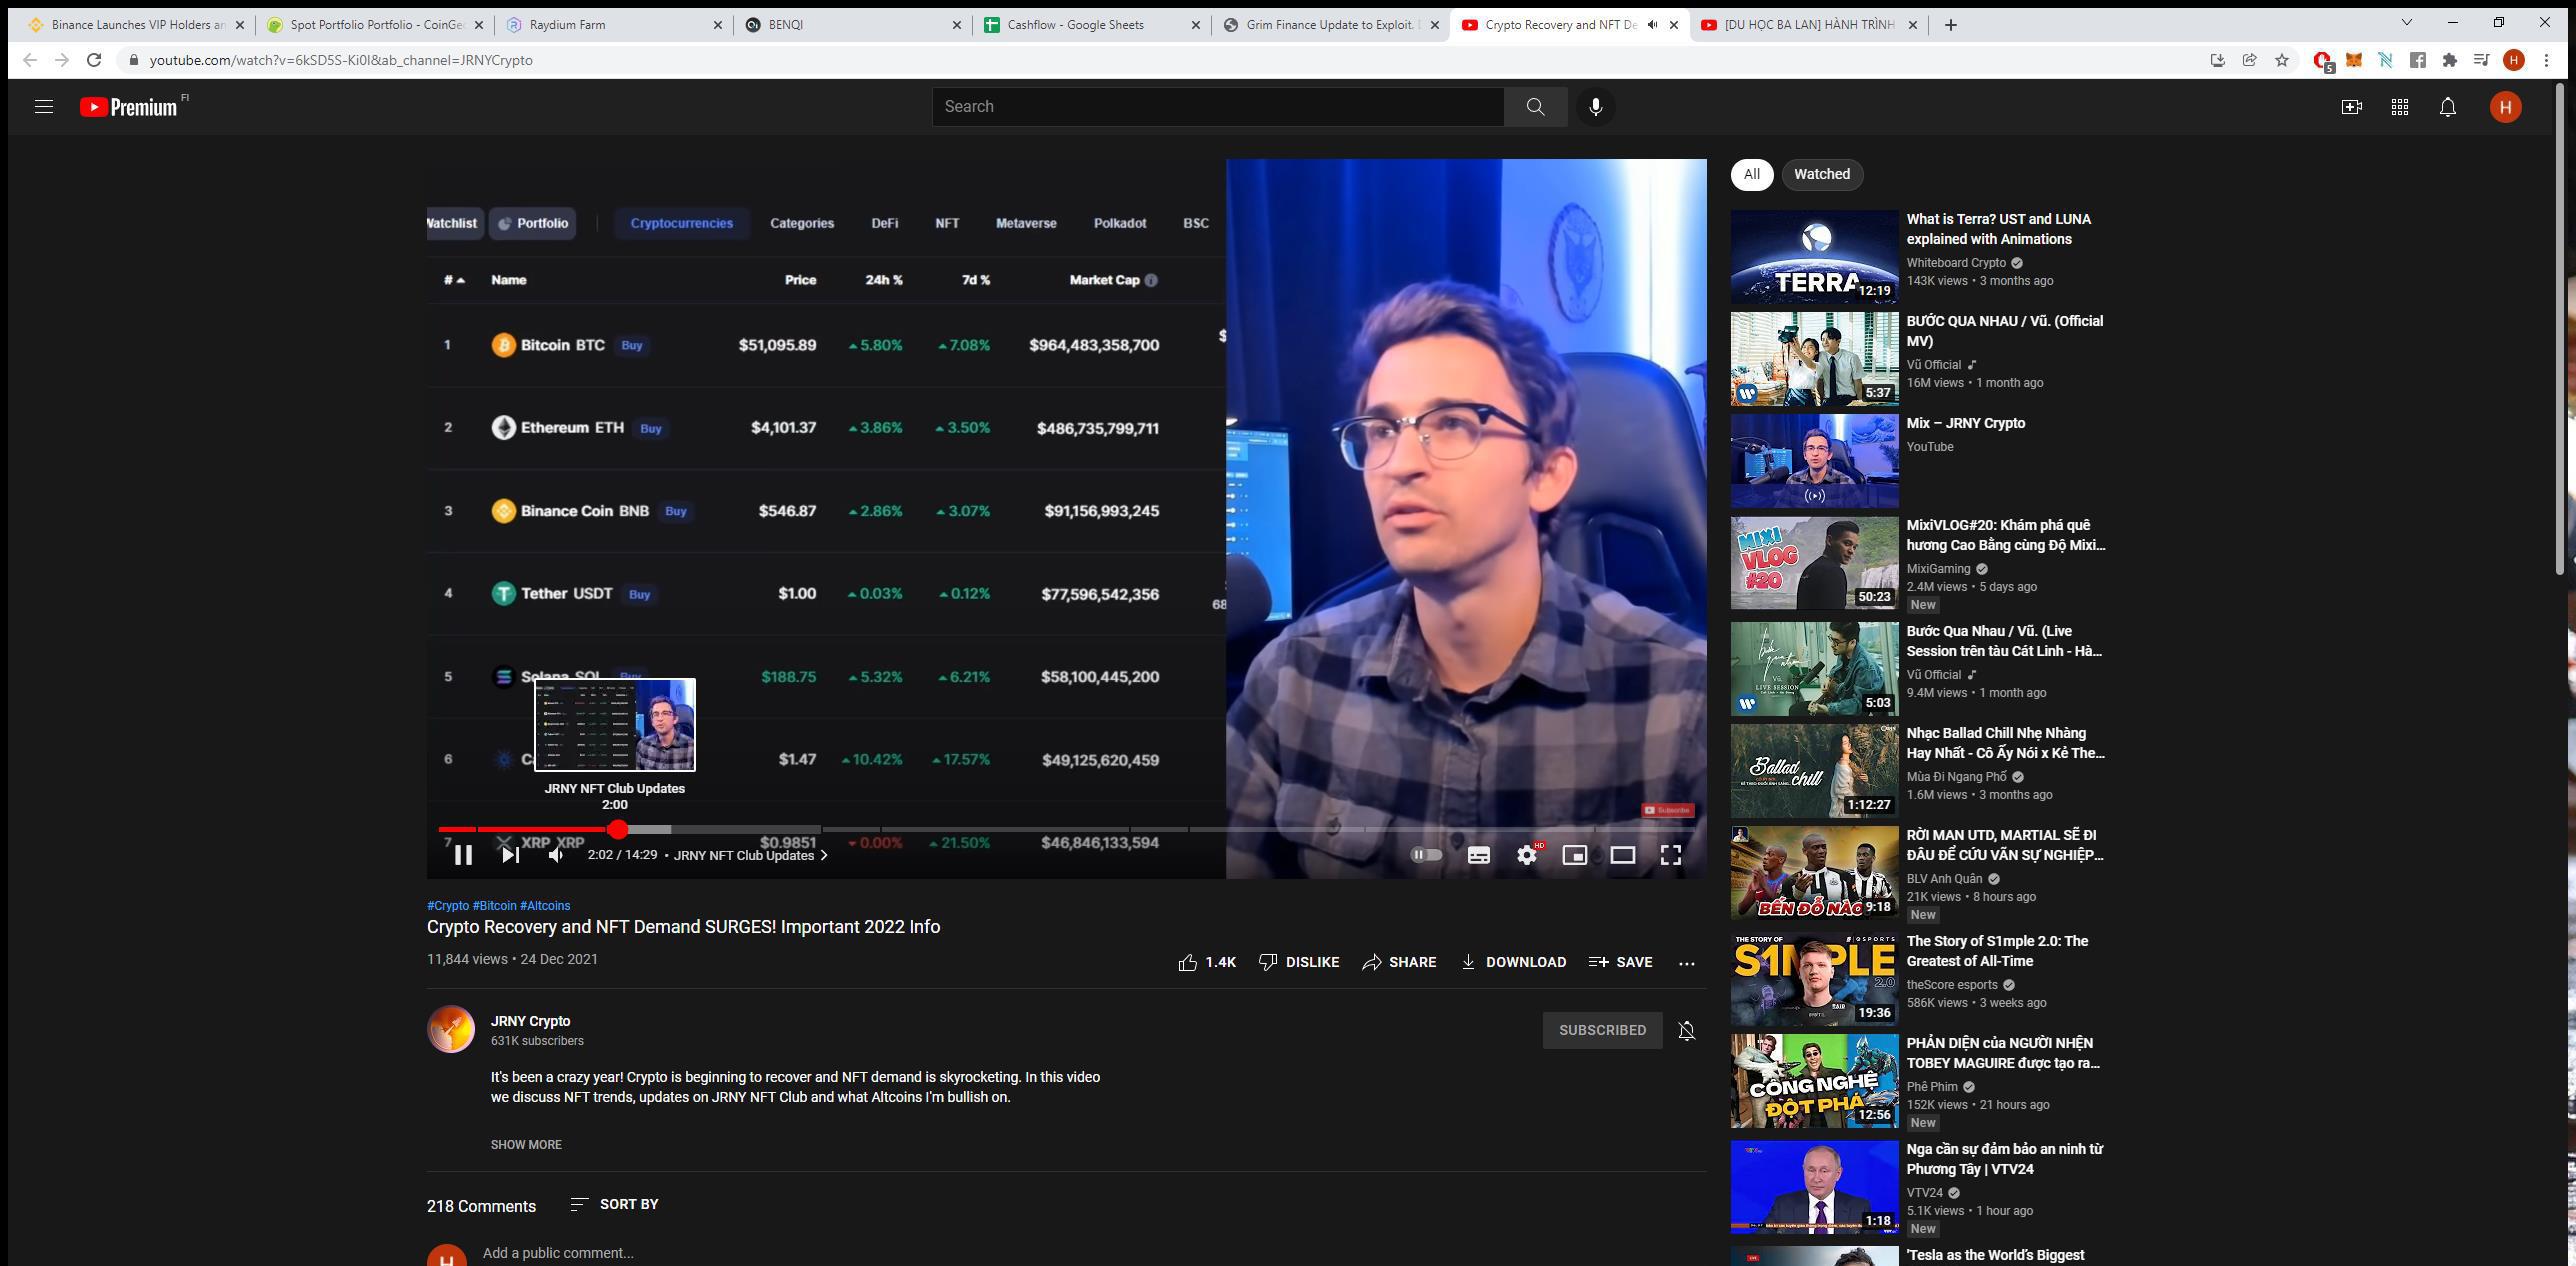 Binance Launches VIP Holders an
Spot Portfolio Portfolio - CoinGec
Raydium Farm
BENQI
Cashflow - Google Sheets
Grim Finance Update to Exploit.
Crypto Recovery and NFT De
[DU HỌC BA LAN] HÀNH TRÌNH
youtube.com/watch?v=6kSD5S-Ki0I&ab_channel=JRNYCrypto
5
H
Premium FI
Search
H
Watchlist Portfolio Cryptocurrencies Categories DeFi NFT Metaverse Polkadot BSC
# Name Price 24h % 7d % Market Cap
1 Bitcoin BTC Buy $51,095.89 5.80% 7.08% $964,483,358,700 $
2 Ethereum ETH Buy $4,101.37 3.86% 3.50% $486,735,799,711
3 Binance Coin BNB Buy $546.87 2.86% 3.07% $91,156,993,245
4 Tether USDT Buy $1.00 0.03% 0.12% $77,596,542,356 68
5 Solana SOL Buy $188.75 5.32% 6.21% $58,100,445,200
6 C $1.47 10.42% 17.57% $49,125,620,459
7 XRP XRP $0.9851 0.00% 21.50% $46,846,133,594
JRNY NFT Club Updates
2:00
Subscribe
2:02 / 14:29 • JRNY NFT Club Updates
HD
#Crypto #Bitcoin #Altcoins
Crypto Recovery and NFT Demand SURGES! Important 2022 Info
11,844 views • 24 Dec 2021
1.4K DISLIKE SHARE DOWNLOAD SAVE
JRNY Crypto
631K subscribers
SUBSCRIBED
It's been a crazy year! Crypto is beginning to recover and NFT demand is skyrocketing. In this video
we discuss NFT trends, updates on JRNY NFT Club and what Altcoins I'm bullish on.
SHOW MORE
218 Comments SORT BY
H
Add a public comment...
All Watched
TERRA
12:19
What is Terra? UST and LUNA
explained with Animations
Whiteboard Crypto
143K views • 3 months ago
5:37
BƯỚC QUA NHAU / Vũ. (Official
MV)
Vũ Official
16M views • 1 month ago
Mix – JRNY Crypto
YouTube
MIXI
VLOG
#20
50:23
MixiVLOG#20: Khám phá quê
hương Cao Bằng cùng Độ Mixi...
MixiGaming
2.4M views • 5 days ago
New
LIVE SESSION
5:03
Bước Qua Nhau / Vũ. (Live
Session trên tàu Cát Linh - Hà...
Vũ Official
9.4M views • 1 month ago
Ballad
chill
1:12:27
Nhạc Ballad Chill Nhẹ Nhàng
Hay Nhất - Cô Ấy Nói x Kẻ The...
Mùa Đi Ngang Phố
1.6M views • 3 months ago
BẾN ĐỖ NÀO
9:18
RỜI MAN UTD, MARTIAL SẼ ĐI
ĐÂU ĐỂ CỨU VÃN SỰ NGHIỆP...
BLV Anh Quân
21K views • 8 hours ago
New
THE STORY OF
S1MPLE
2.0
19:36
The Story of S1mple 2.0: The
Greatest of All-Time
theScore esports
586K views • 3 weeks ago
CÔNG NGHỆ
ĐỘT PHÁ
12:56
PHẢN DIỆN của NGƯỜI NHỆN
TOBEY MAGUIRE được tạo ra...
Phê Phim
152K views • 21 hours ago
New
1:18
Nga cần sự đảm bảo an ninh từ
Phương Tây | VTV24
VTV24
5.1K views • 1 hour ago
New
'Tesla as the World's Biggest